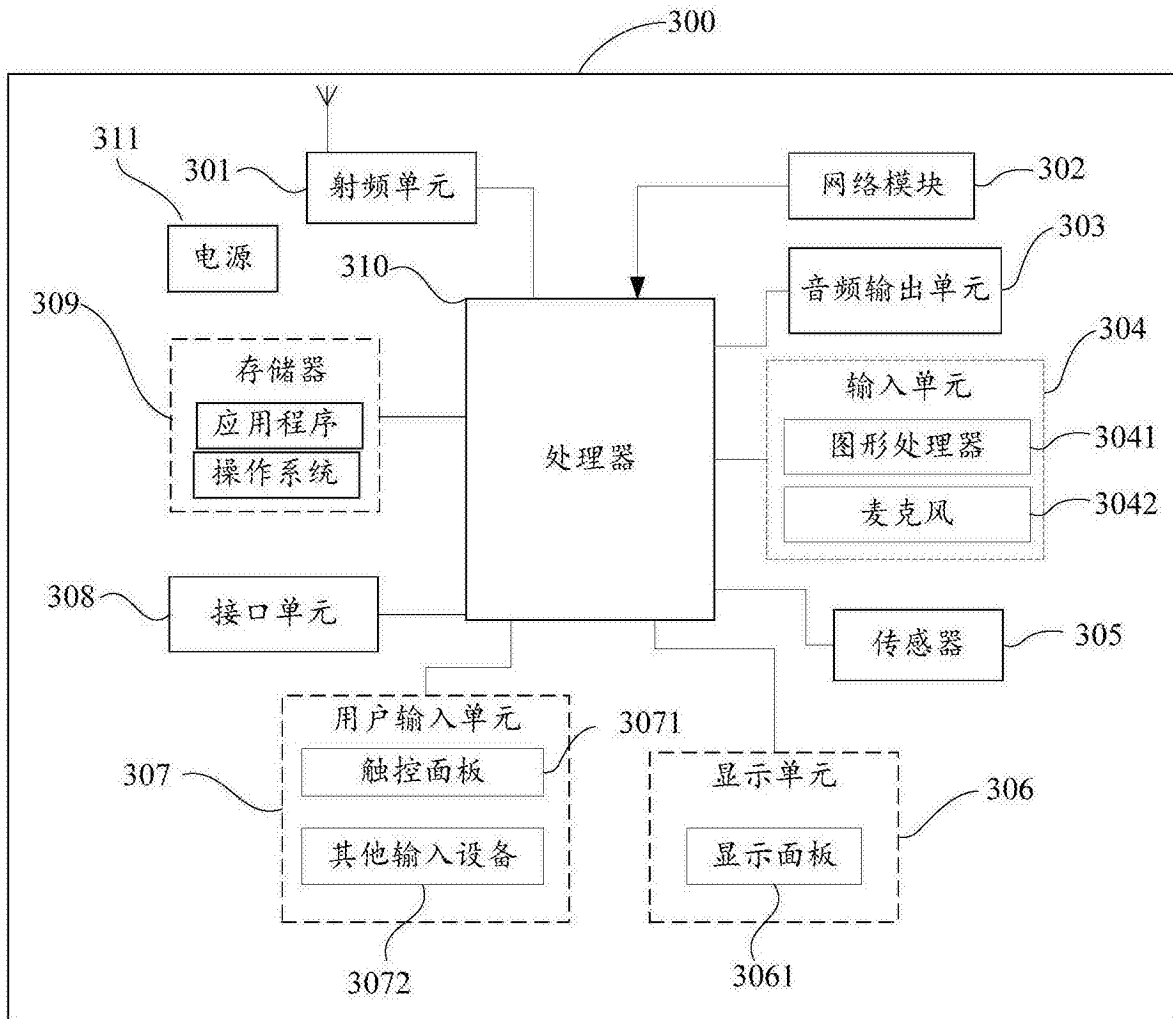 300
311
301
射频单元
网络模块
302
电源
310
音频输出单元
303
309
存储器
应用程序
操作系统
处理器
304
输入单元
图形处理器
3041
麦克风
3042
308
接口单元
传感器
305
用户输入单元
3071
307
触控面板
其他输入设备
3072
显示单元
306
显示面板
3061